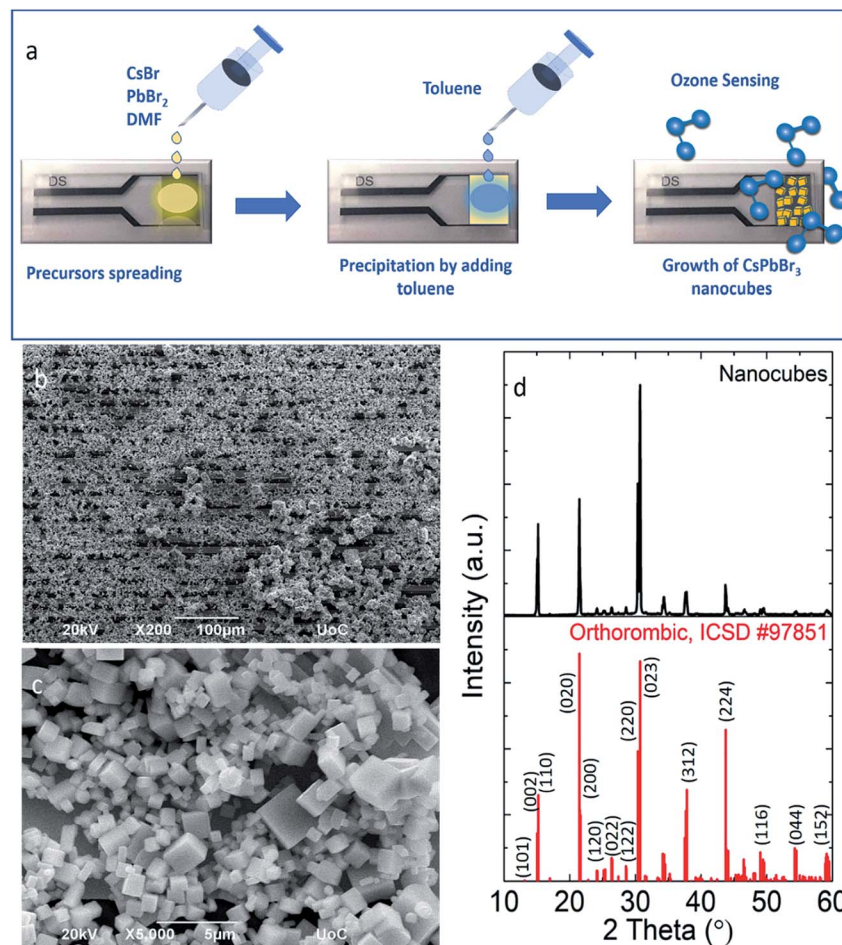 a
CsBr
PbBr₂
DMF
Toluene
Ozone Sensing
DS
DS
DS
Precursors spreading
Precipitation by adding
toluene
Growth of CsPbBr₃
nanocubes
b
20kV X200 100μm UoC
c
20kV X5,000 5μm UoC
d
Nanocubes
Intensity (a.u.)
Orthorombic, ICSD #97851
(101)
(002)
(110)
(020)
(200)
(120)
(022)
(122)
(220)
(023)
(312)
(224)
(116)
(044)
(152)
10 20 30 40 50 60
2 Theta (°)